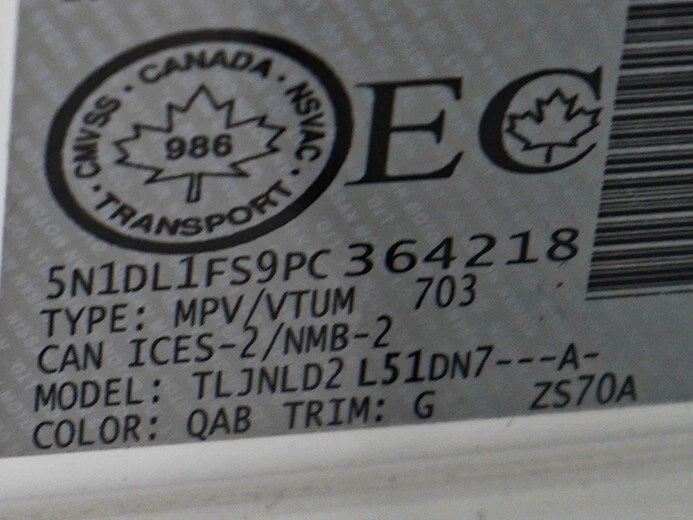 CANADA · NSVAC · TRANSPORT · CMVSS ·
986
EC
5N1DL1FS9PC364218
TYPE: MPV/VTUM 703
CAN ICES-2/NMB-2
MODEL: TLJNLD2 L51DN7---A-
COLOR: QAB TRIM: G ZS70A